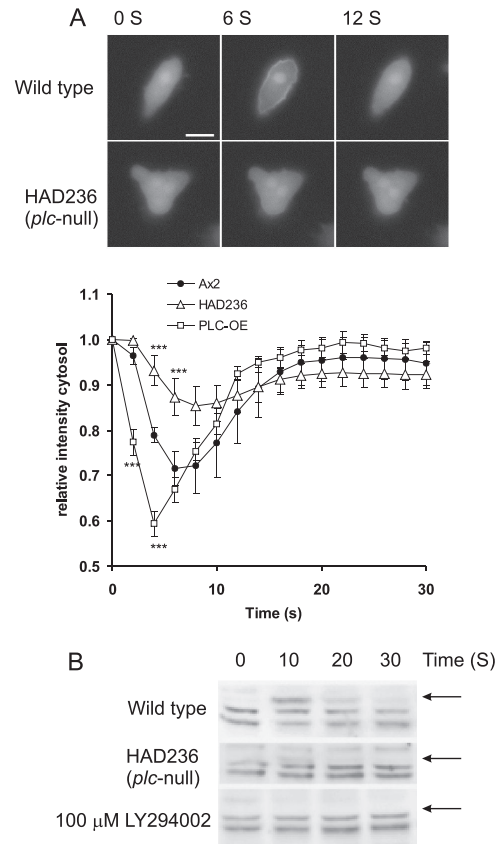 A
0 S 6 S 12 S
Wild type
HAD236
(plc-null)
Ax2
HAD236
PLC-OE
relative intensity cytosol
1.0
0.9
0.8
0.7
0.6
0.5
***
***
***
***
0 10 20 30
Time (s)
B
0 10 20 30 Time (S)
Wild type
HAD236
(plc-null)
100 µM LY294002